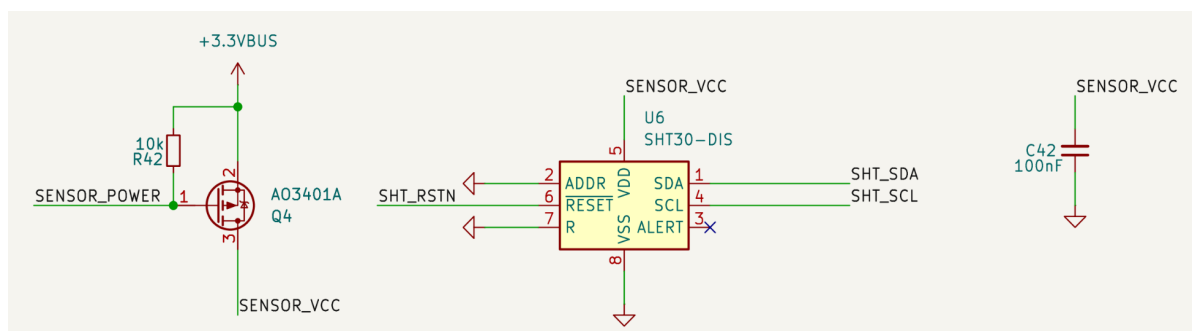 +3.3VBUS
10k
R42
SENSOR_POWER
1
2
3
AO3401A
Q4
SENSOR_VCC
SENSOR_VCC
U6
SHT30-DIS
5
VDD
2
ADDR
SHT_RSTN
6
RESET
7
R
SDA
1
SHT_SDA
SCL
4
SHT_SCL
ALERT
3
VSS
8
SENSOR_VCC
C42
100nF